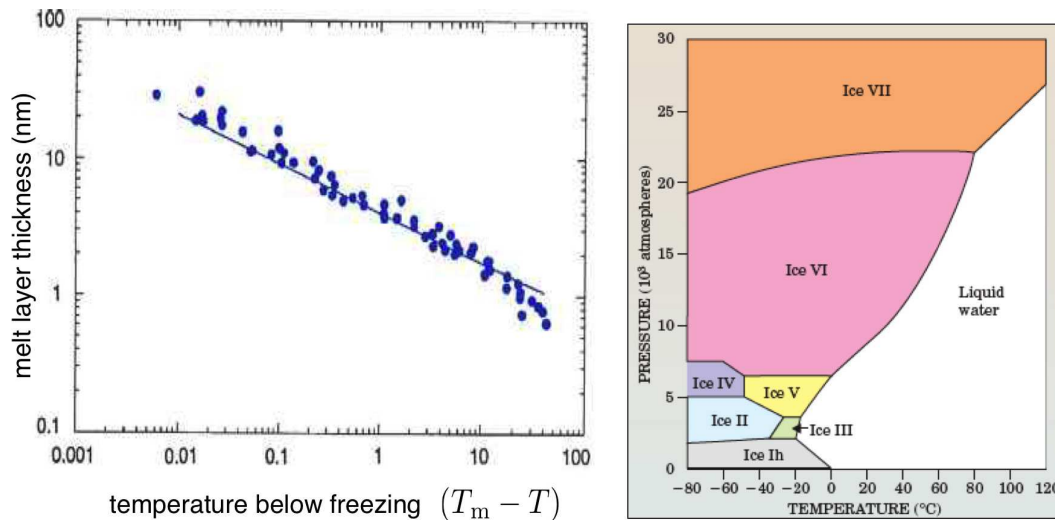 100
10
1
0.1
0.001
0.01
0.1
1
10
100
melt layer thickness (nm)
temperature below freezing (Tₘ − T)
30
25
20
15
10
5
0
PRESSURE (10³ atmospheres)
Ice VII
Ice VI
Liquid
water
Ice IV
Ice V
Ice II
Ice III
Ice Ih
−80 −60 −40 −20 0 20 40 60 80 100 120
TEMPERATURE (°C)